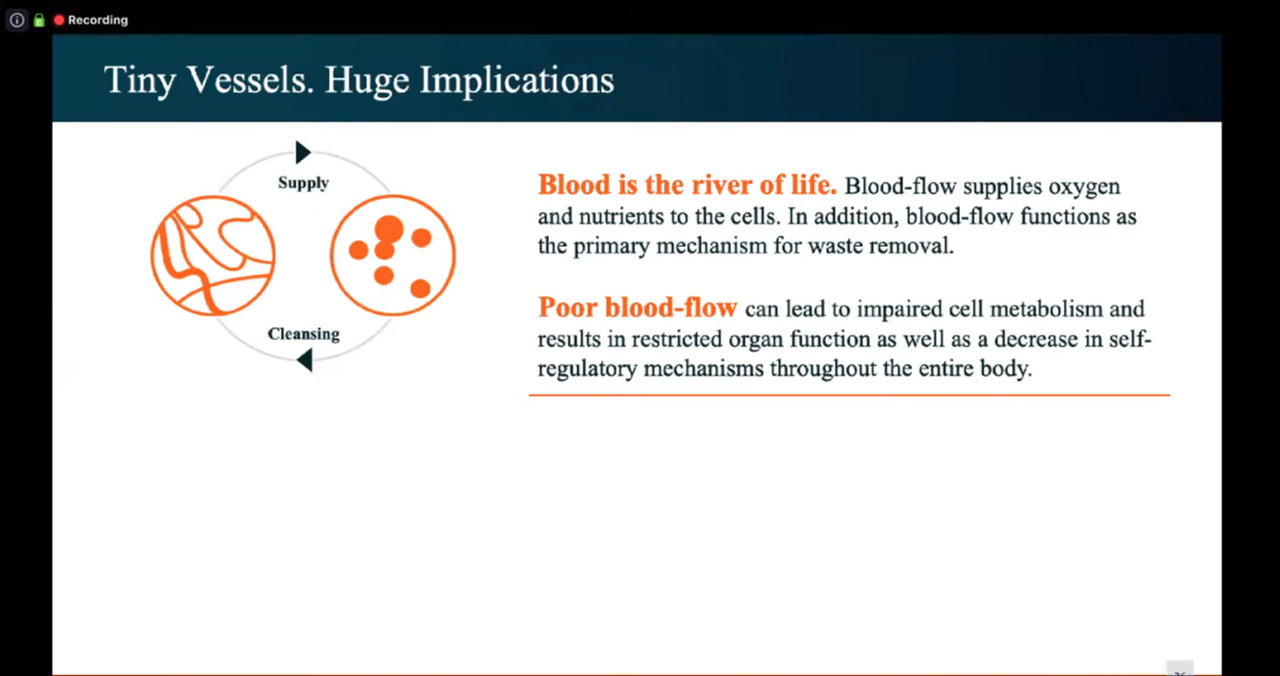 Recording
Tiny Vessels. Huge Implications
Supply
Cleansing
Blood is the river of life. Blood-flow supplies oxygen
and nutrients to the cells. In addition, blood-flow functions as
the primary mechanism for waste removal.
Poor blood-flow can lead to impaired cell metabolism and
results in restricted organ function as well as a decrease in self-
regulatory mechanisms throughout the entire body.